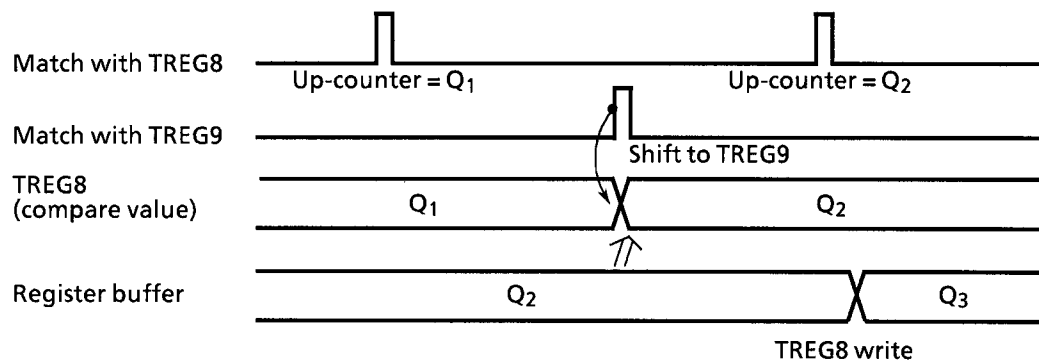 Match with TREG8
Up-counter = Q₁
Up-counter = Q₂
Match with TREG9
Shift to TREG9
TREG8
(compare value)
Q₁
Q₂
Register buffer
Q₂
Q₃
TREG8 write